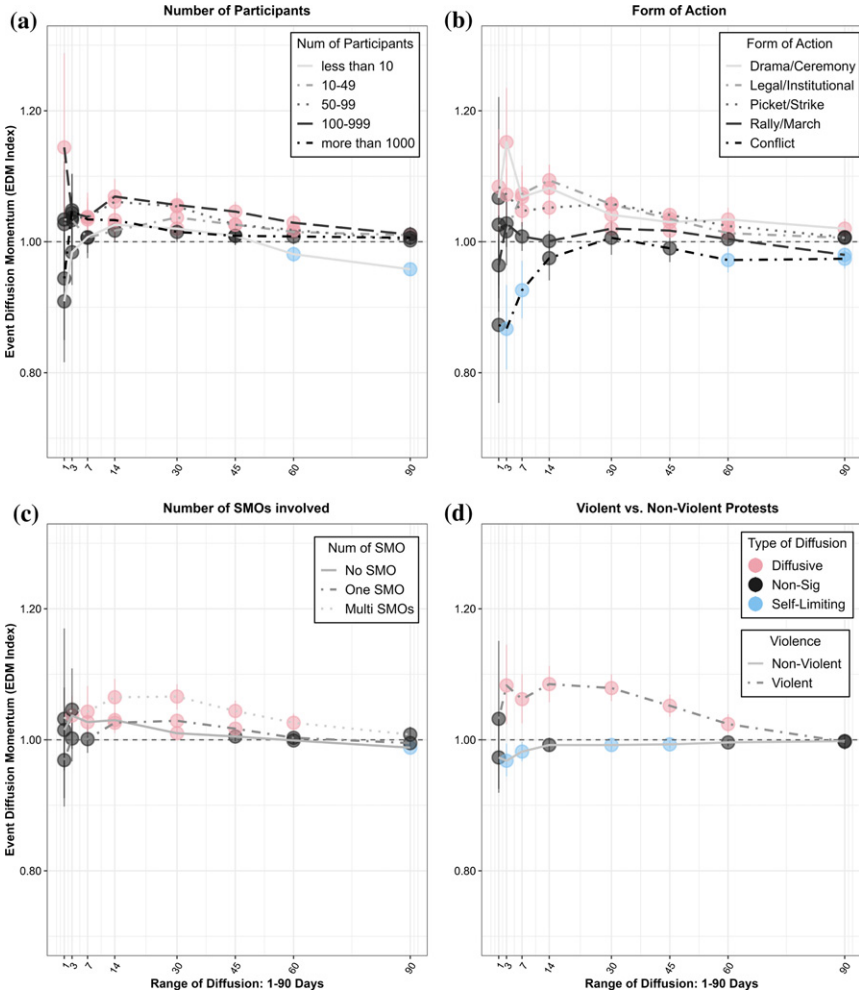 (a)
Number of Participants
Event Diffusion Momentum (EDM Index)
1.20
1.00
0.80
Num of Participants
less than 10
10-49
50-99
100-999
more than 1000
1
3
7
14
30
45
60
90
(b)
Form of Action
1.20
1.00
0.80
Form of Action
Drama/Ceremony
Legal/Institutional
Picket/Strike
Rally/March
Conflict
1
3
7
14
30
45
60
90
(c)
Number of SMOs involved
Event Diffusion Momentum (EDM Index)
1.20
1.00
0.80
Num of SMO
No SMO
One SMO
Multi SMOs
1
3
7
14
30
45
60
90
Range of Diffusion: 1-90 Days
(d)
Violent vs. Non-Violent Protests
1.20
1.00
0.80
Type of Diffusion
Diffusive
Non-Sig
Self-Limiting
Violence
Non-Violent
Violent
1
3
7
14
30
45
60
90
Range of Diffusion: 1-90 Days